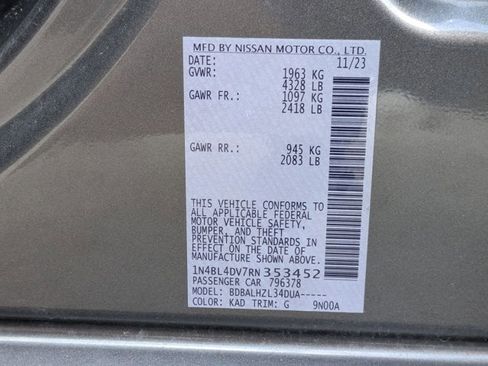 MFD BY NISSAN MOTOR CO., LTD.
DATE: 11/23
GVWR: 1963 KG
4328 LB
GAWR FR.: 1097 KG
2418 LB
GAWR RR.: 945 KG
2083 LB
THIS VEHICLE CONFORMS TO
ALL APPLICABLE FEDERAL
MOTOR VEHICLE SAFETY,
BUMPER, AND THEFT
PREVENTION STANDARDS IN
EFFECT ON THE DATE OF
MANUFACTURE SHOWN ABOVE.
1N4BL4DV7RN353452
PASSENGER CAR 796378
MODEL: BDBALHZL34DUA-----
COLOR: KAD TRIM: G 9N00A